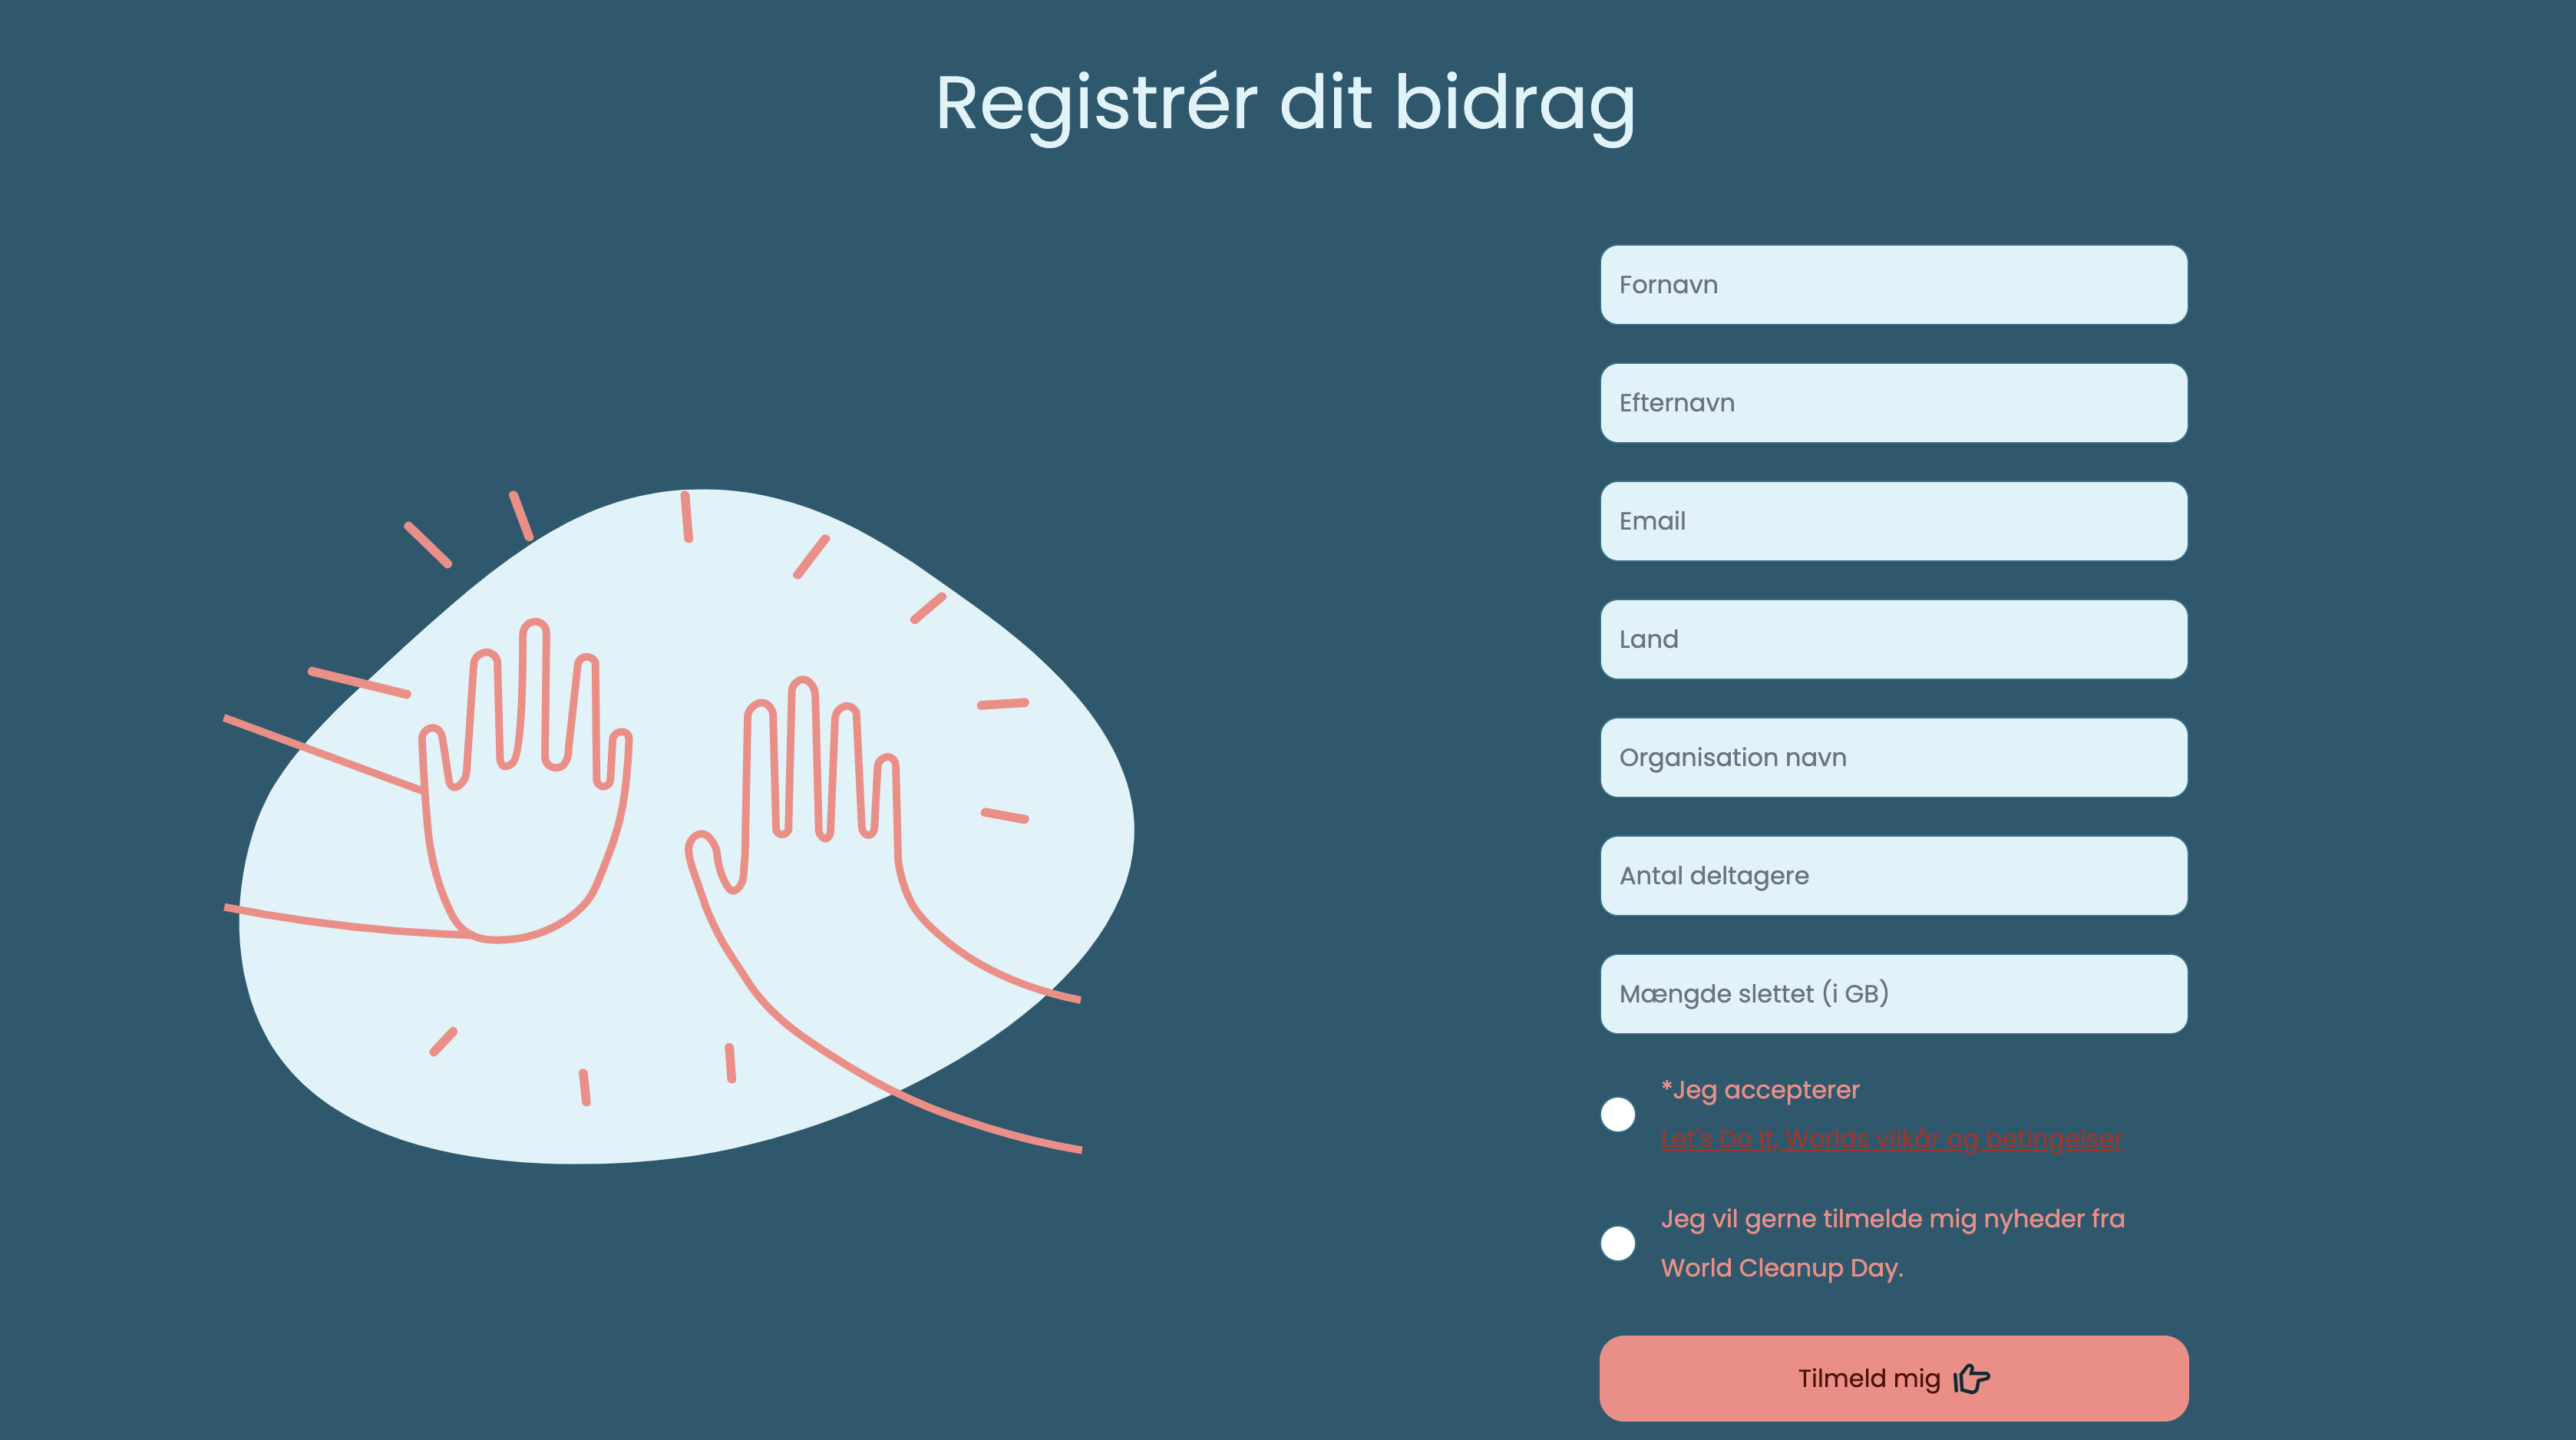 Registrér dit bidrag
Fornavn
Efternavn
Email
Land
Organisation navn
Antal deltagere
Mængde slettet (i GB)
*Jeg accepterer
Let's Do It, Worlds vilkår og betingelser
Jeg vil gerne tilmelde mig nyheder fra
World Cleanup Day.
Tilmeld mig